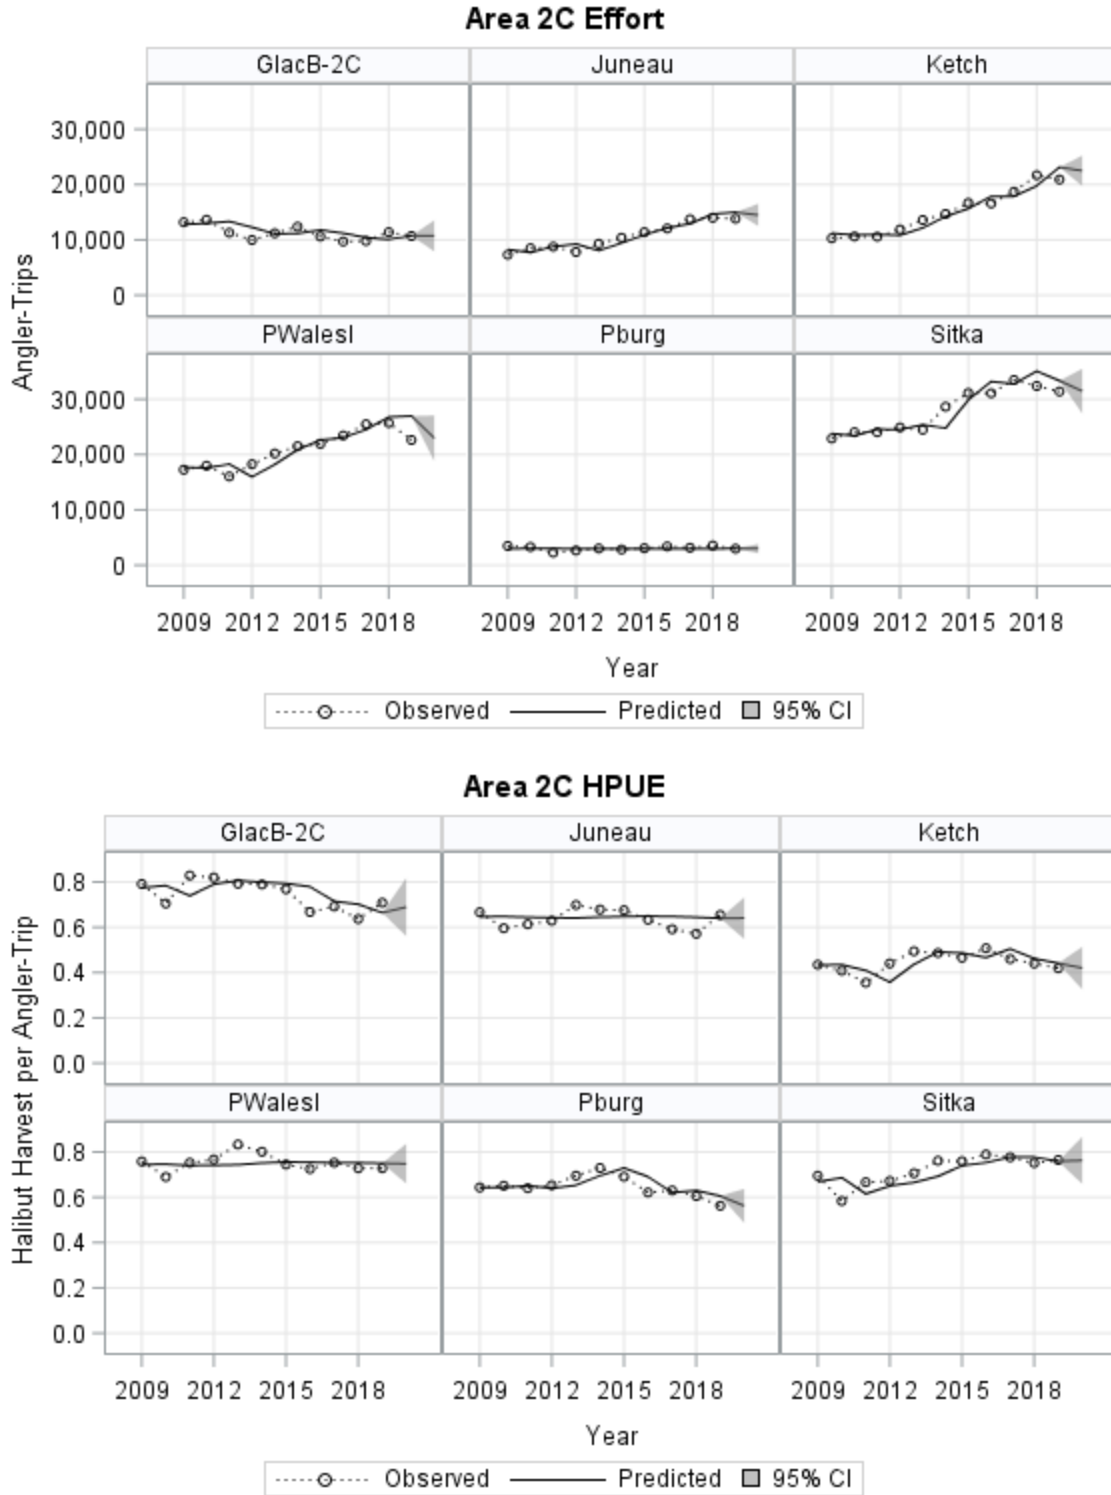 Area 2C Effort
GlacB-2C Juneau Ketch
30,000
20,000
10,000
0
Angler-Trips
PWalesI Pburg Sitka
30,000
20,000
10,000
0
2009 2012 2015 2018 2009 2012 2015 2018 2009 2012 2015 2018
Year
Observed Predicted 95% CI
Area 2C HPUE
GlacB-2C Juneau Ketch
0.8
0.6
0.4
0.2
0.0
Halibut Harvest per Angler-Trip
PWalesI Pburg Sitka
0.8
0.6
0.4
0.2
0.0
2009 2012 2015 2018 2009 2012 2015 2018 2009 2012 2015 2018
Year
Observed Predicted 95% CI